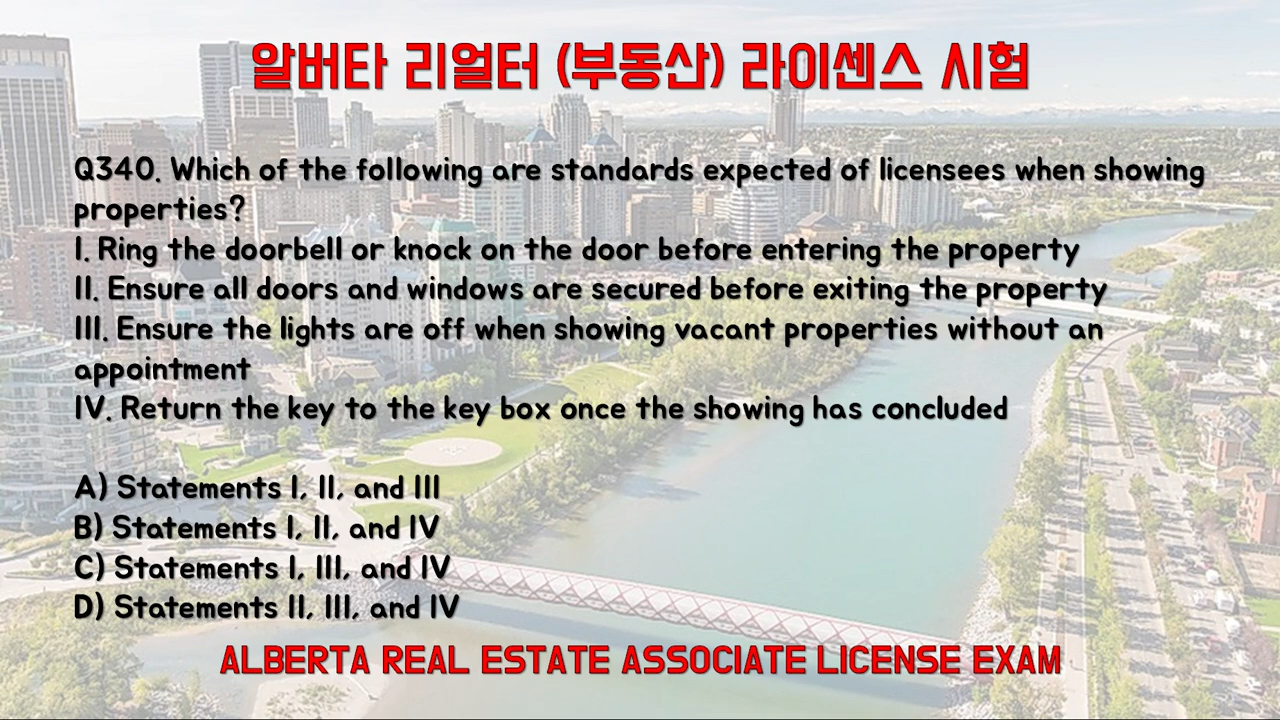 알버타 리얼터 (부동산) 라이센스 시험
Q340. Which of the following are standards expected of licensees when showing
properties?
I. Ring the doorbell or knock on the door before entering the property
II. Ensure all doors and windows are secured before exiting the property
III. Ensure the lights are off when showing vacant properties without an
appointment
IV. Return the key to the key box once the showing has concluded
A) Statements I, II, and III
B) Statements I, II, and IV
C) Statements I, III, and IV
D) Statements II, III, and IV
ALBERTA REAL ESTATE ASSOCIATE LICENSE EXAM